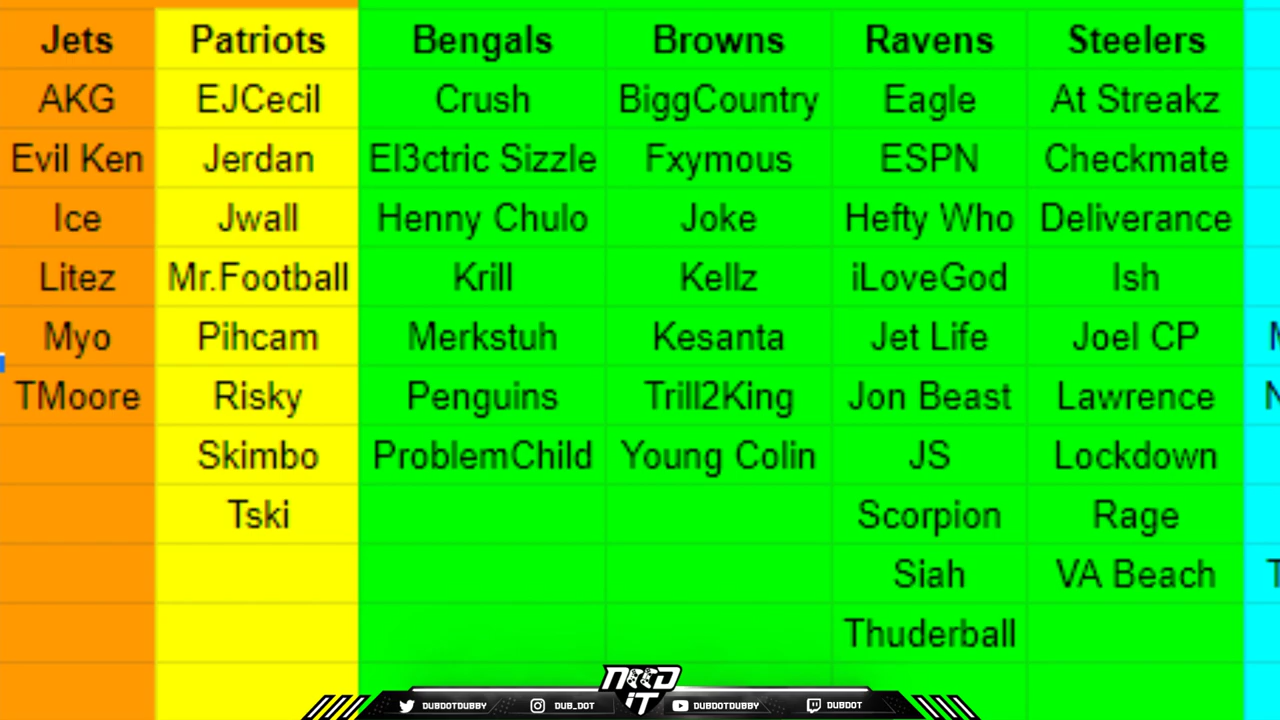 Jets Patriots Bengals Browns Ravens Steelers
AKG EJCecil Crush BiggCountry Eagle At Streakz
Evil Ken Jerdan El3ctric Sizzle Fxymous ESPN Checkmate
Ice Jwall Henny Chulo Joke Hefty Who Deliverance
Litez Mr.Football Krill Kellz iLoveGod Ish
Myo Pihcam Merkstuh Kesanta Jet Life Joel CP
TMoore Risky Penguins Trill2King Jon Beast Lawrence
Skimbo ProblemChild Young Colin JS Lockdown
Tski Scorpion Rage
Siah VA Beach
Thuderball
NEED
iT
DUBDOTDUBBY DUB_DOT DUBDOTDUBBY DUBDOT